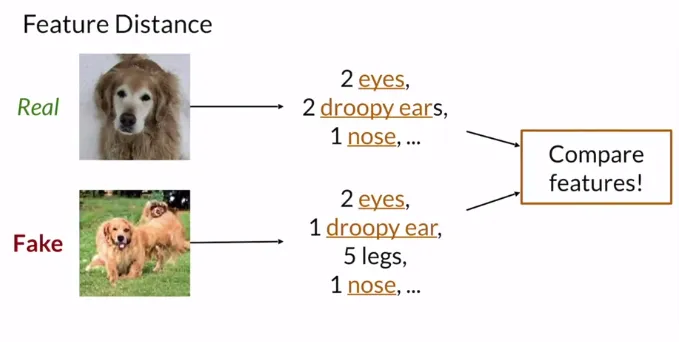 Feature Distance
Real
2 eyes,
2 droopy ears,
1 nose, ...
Compare
features!
Fake
2 eyes,
1 droopy ear,
5 legs,
1 nose, ...